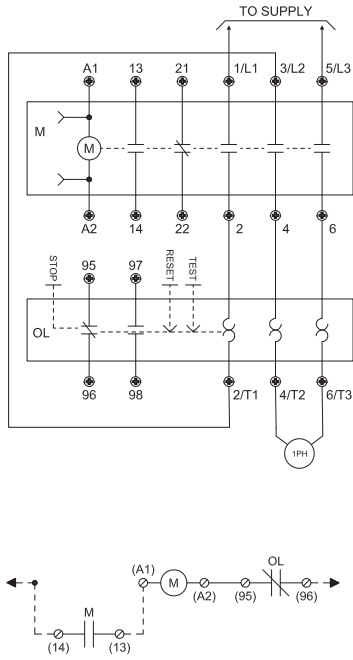 TO SUPPLY
A1 13 21 1/L1 3/L2 5/L3
M
M
A2 14 22 2 4 6
STOP 95 97 RESET TEST
OL
96 98 2/T1 4/T2 6/T3
1PH
(A1) M (A2) (95) OL (96)
M
(14) (13)